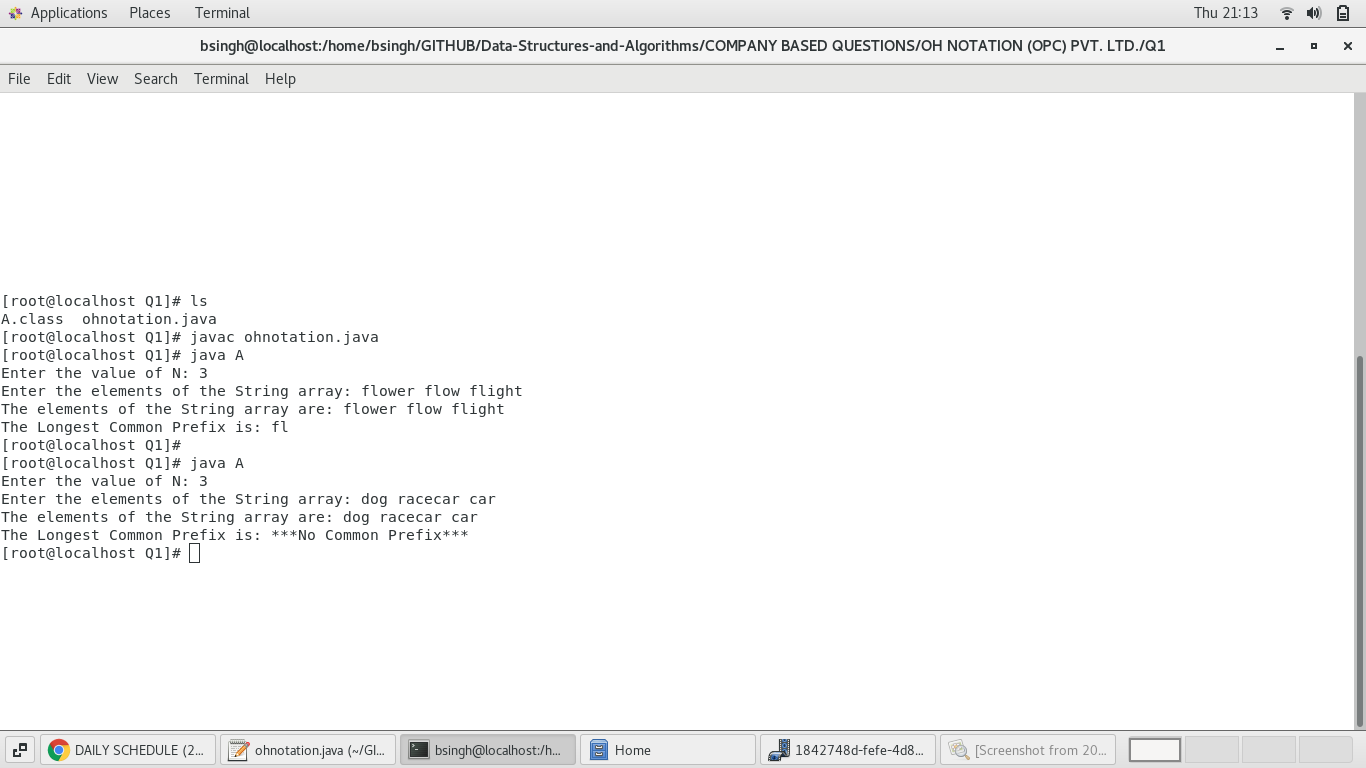 Applications Places Terminal Thu 21:13
bsingh@localhost:/home/bsingh/GITHUB/Data-Structures-and-Algorithms/COMPANY BASED QUESTIONS/OH NOTATION (OPC) PVT. LTD./Q1
File Edit View Search Terminal Help
[root@localhost Q1]# ls
A.class  ohnotation.java
[root@localhost Q1]# javac ohnotation.java
[root@localhost Q1]# java A
Enter the value of N: 3
Enter the elements of the String array: flower flow flight
The elements of the String array are: flower flow flight
The Longest Common Prefix is: fl
[root@localhost Q1]#
[root@localhost Q1]# java A
Enter the value of N: 3
Enter the elements of the String array: dog racecar car
The elements of the String array are: dog racecar car
The Longest Common Prefix is: ***No Common Prefix***
[root@localhost Q1]#
DAILY SCHEDULE (2... ohnotation.java (~/GI... bsingh@localhost:/h... Home 1842748d-fefe-4d8... [Screenshot from 20...